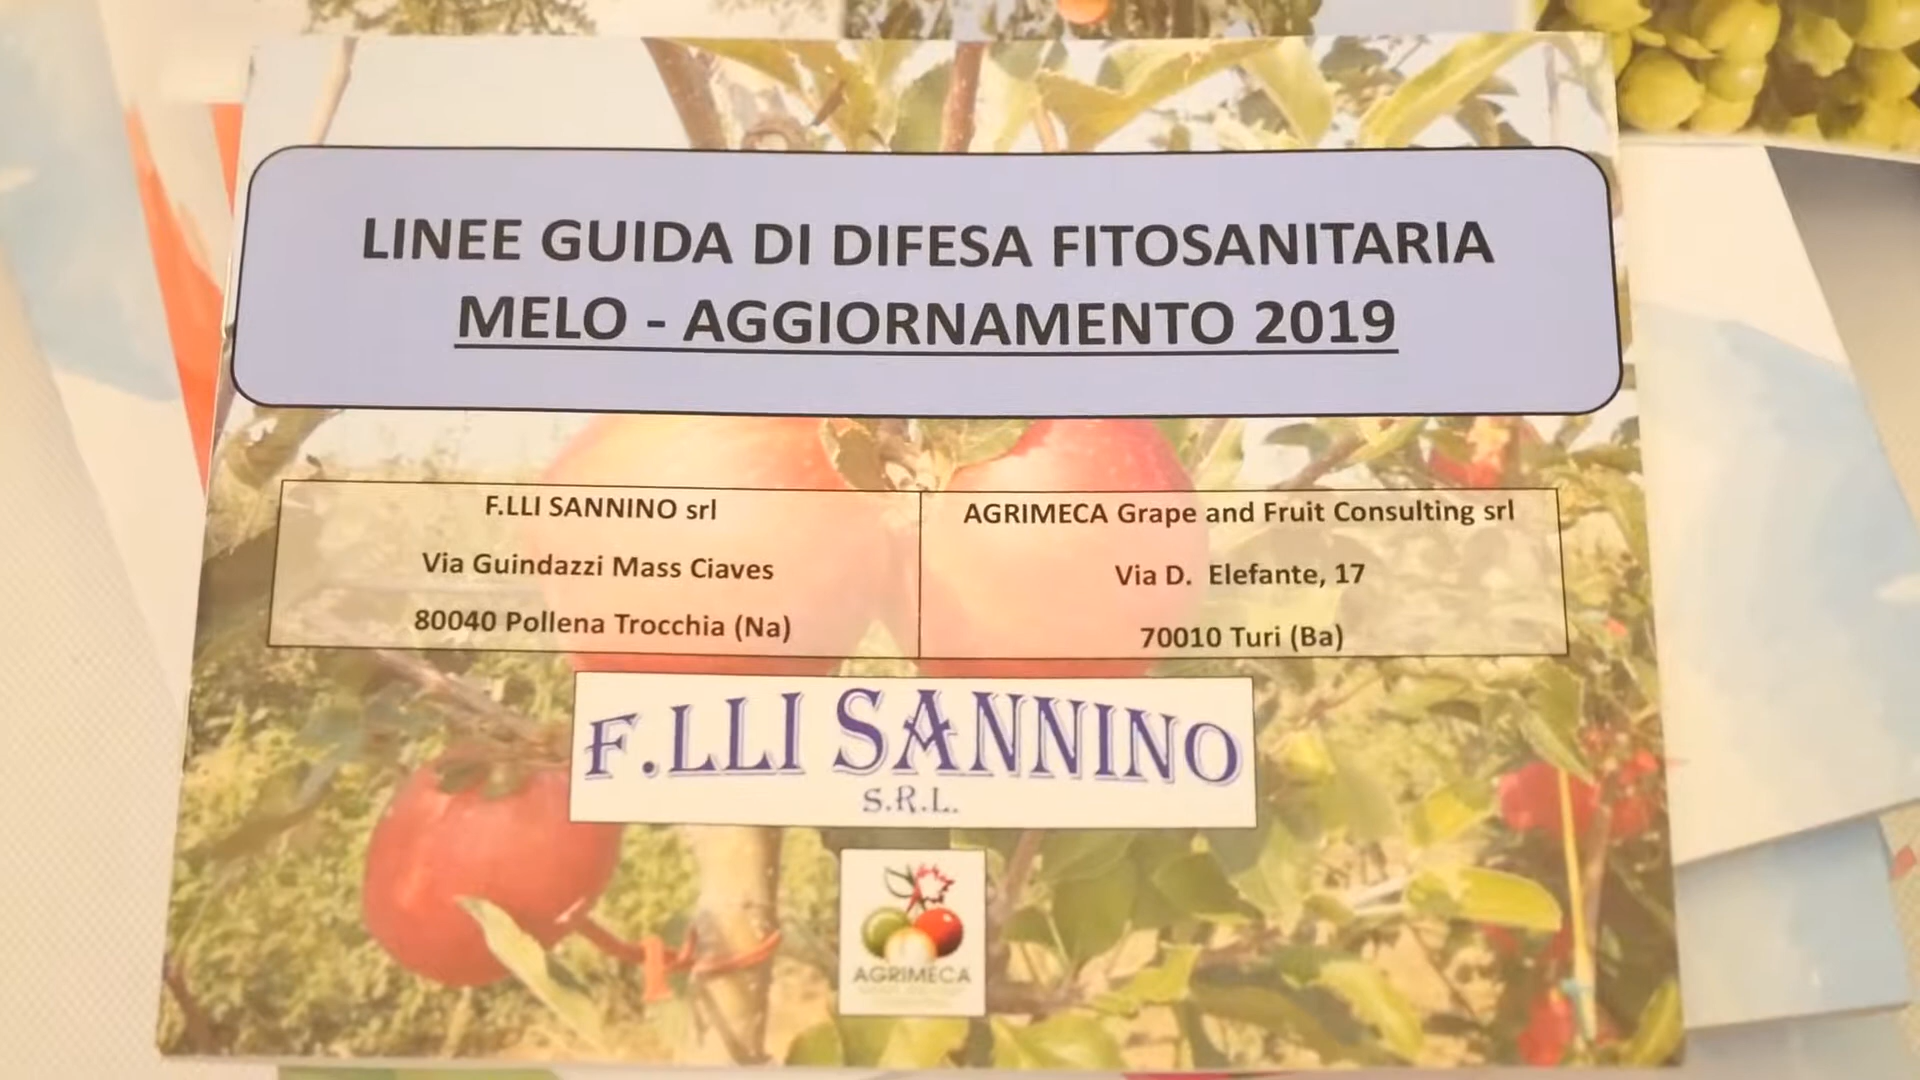 LINEE GUIDA DI DIFESA FITOSANITARIA
MELO - AGGIORNAMENTO 2019
F.LLI SANNINO srl
Via Guindazzi Mass Ciaves
80040 Pollena Trocchia (Na)
AGRIMECA Grape and Fruit Consulting srl
Via D. Elefante, 17
70010 Turi (Ba)
F.LLI SANNINO
S.R.L.
AGRIMECA